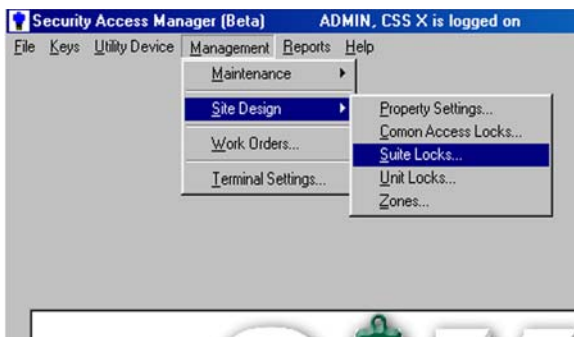 Security Access Manager (Beta) ADMIN, CSS X is logged on
File Keys Utility Device Management Reports Help
Maintenance
Site Design
Work Orders...
Terminal Settings...
Property Settings...
Comon Access Locks...
Suite Locks...
Unit Locks...
Zones...